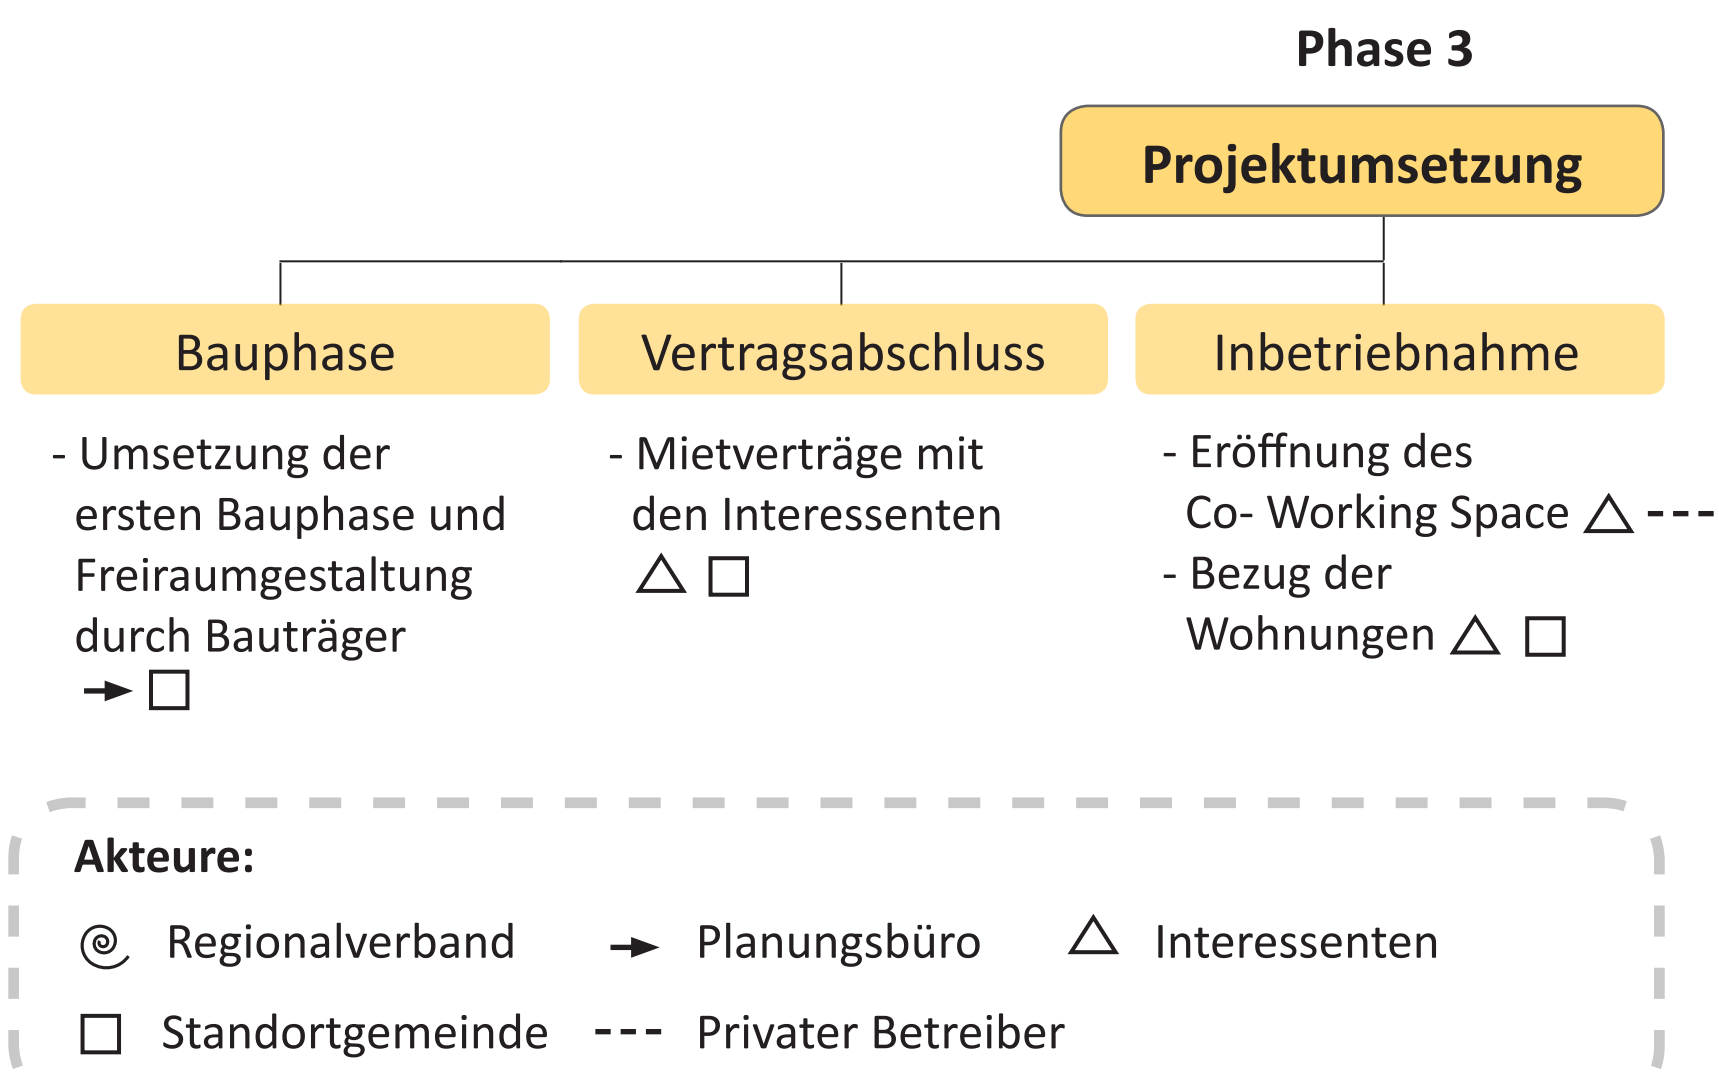 Phase 3
Projektumsetzung
Bauphase
- Umsetzung der
ersten Bauphase und
Freiraumgestaltung
durch Bauträger
Vertragsabschluss
- Mietverträge mit
den Interessenten
Inbetriebnahme
- Eröffnung des
Co- Working Space
- Bezug der
Wohnungen
Akteure:
Regionalverband
Planungsbüro
Interessenten
Standortgemeinde
Privater Betreiber